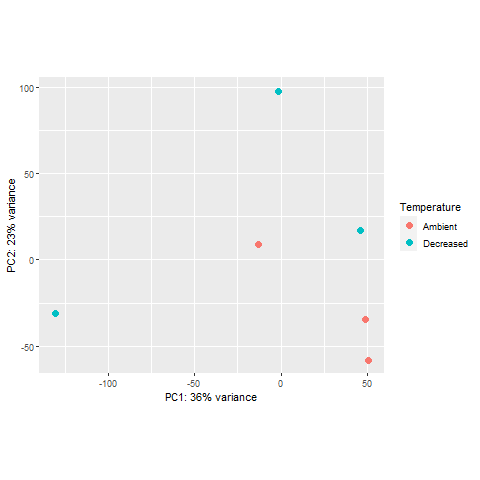 100
50
0
-50
PC2: 23% variance
-100
-50
0
50
PC1: 36% variance
Temperature
Ambient
Decreased